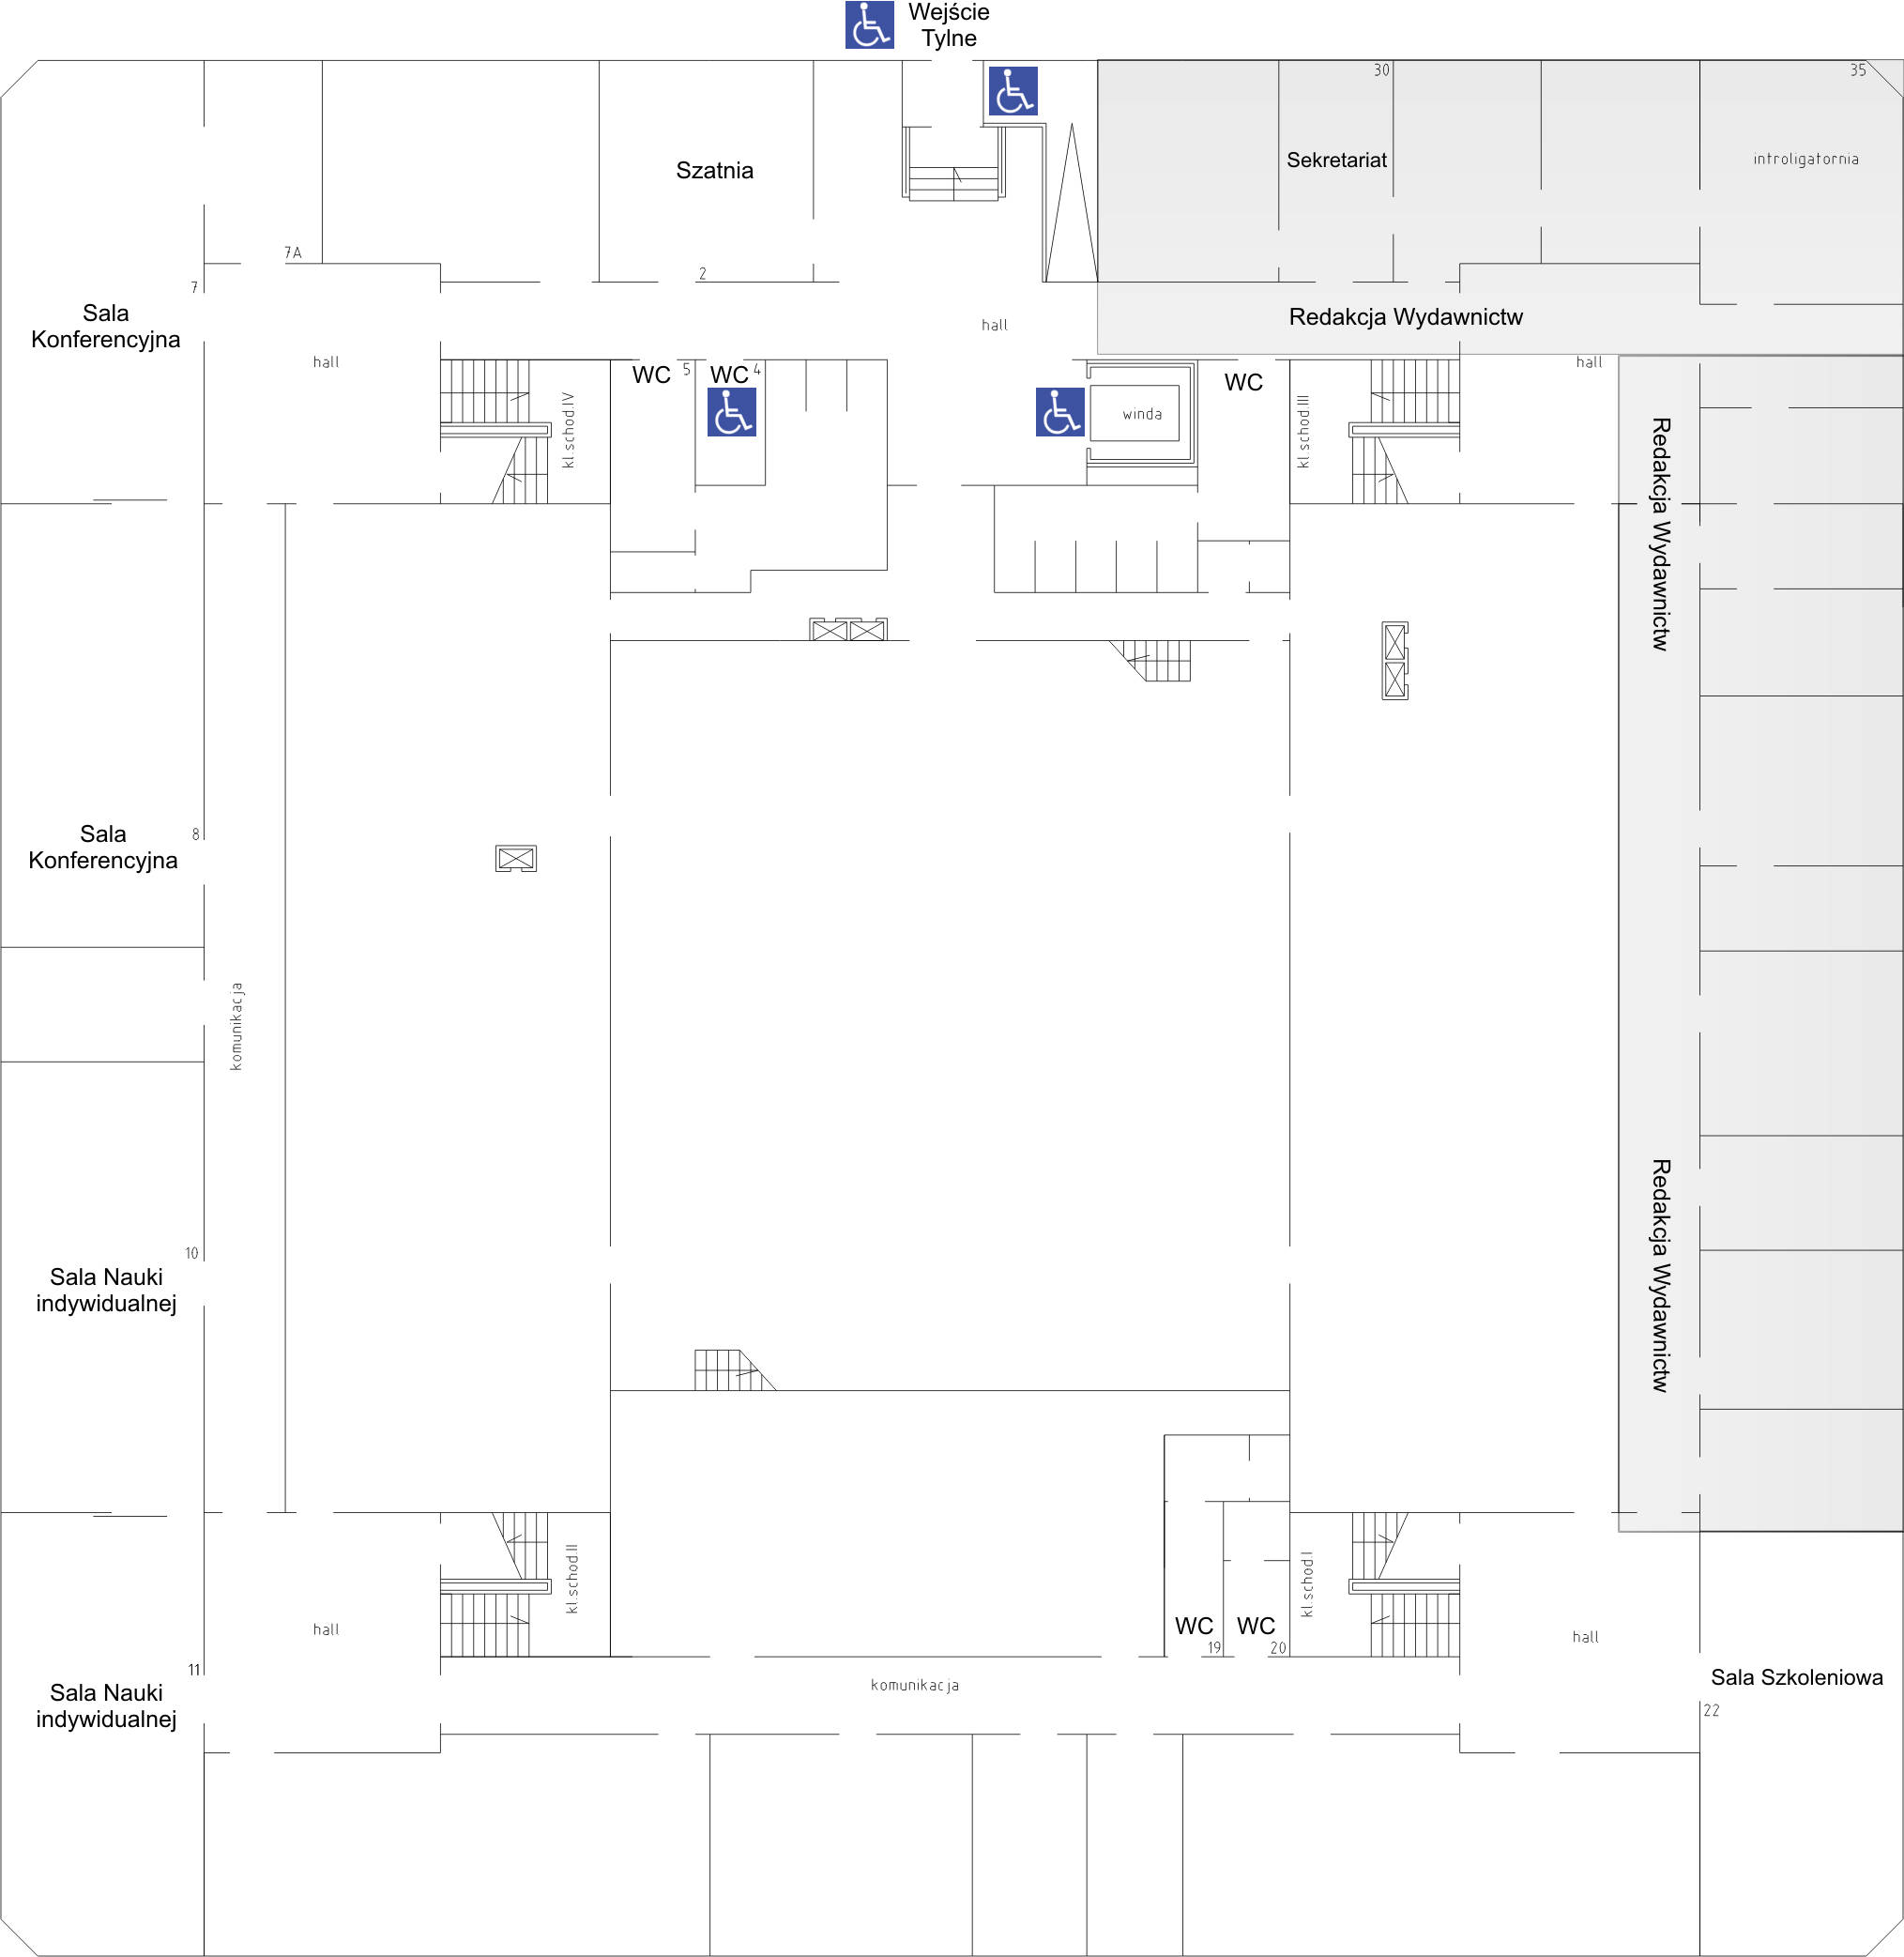 Wejście
Tylne
30
35
Szatnia
Sekretariat
introligatornia
7A
2
7
Sala
Konferencyjna
hall
Redakcja Wydawnictw
hall
hall
WC
5
WC
4
WC
kl.schod.IV
winda
kl.schod.III
Redakcja Wydawnictw
8
Sala
Konferencyjna
komunikacja
10
Sala Nauki
indywidualnej
Redakcja Wydawnictw
kl.schod.II
kl.schod.I
hall
WC
WC
19
20
hall
11
Sala Nauki
indywidualnej
komunikacja
Sala Szkoleniowa
22